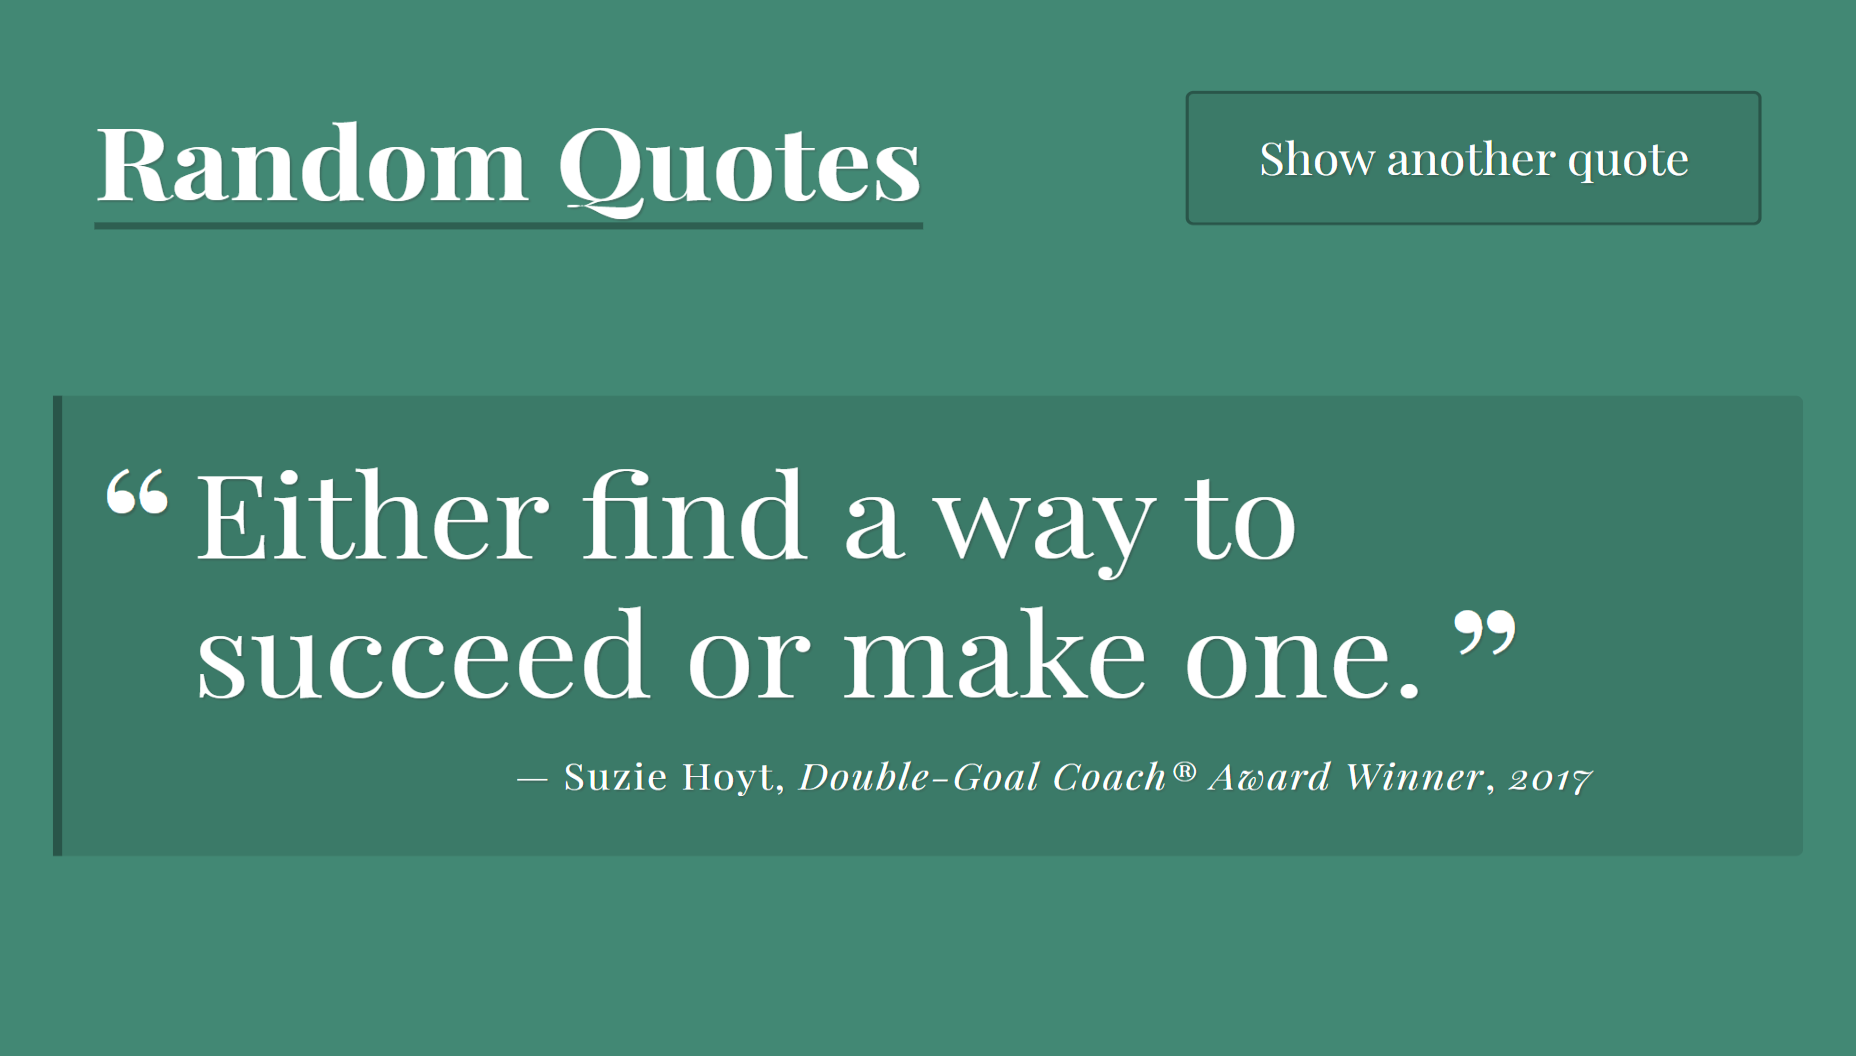 Random Quotes
Show another quote
“ Either find a way to
succeed or make one. ”
— Suzie Hoyt, Double-Goal Coach® Award Winner, 2017